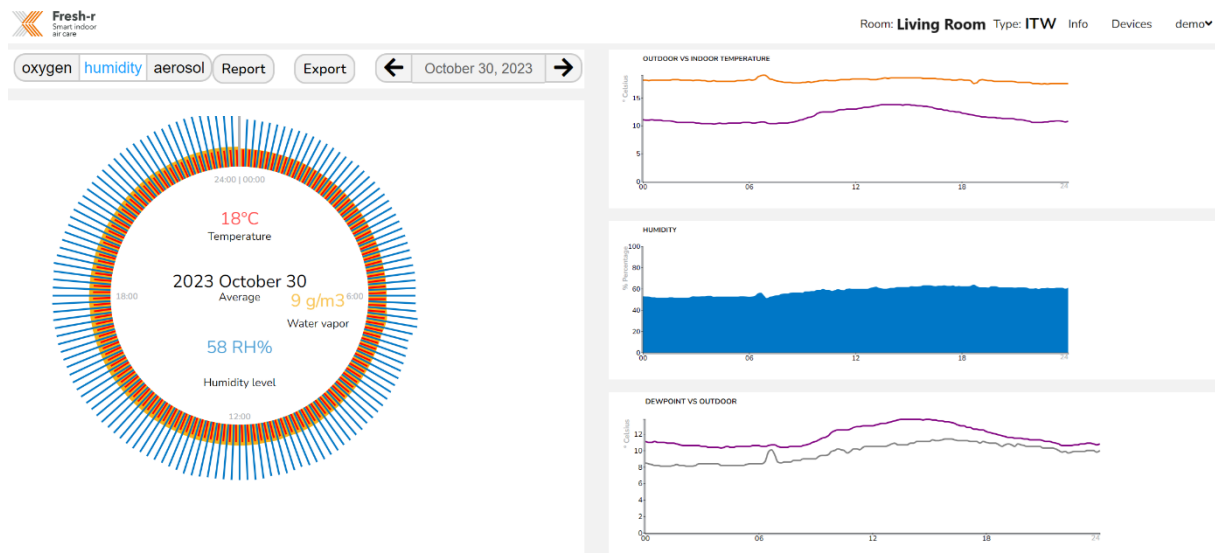 Fresh-r
Smart indoor
air care
Room: Living Room Type: ITW Info Devices demo
oxygen humidity aerosol Report Export October 30, 2023
24:00 | 00:00
18°C
Temperature
2023 October 30
Average
18:00
9 g/m3
6:00
Water vapor
58 RH%
Humidity level
12:00
OUTDOOR VS INDOOR TEMPERATURE
° Celsius
15
10
5
0
00 06 12 18 24
HUMIDITY
% Percentage
100
80
60
40
20
0
00 06 12 18 24
DEWPOINT VS OUTDOOR
° Celsius
12
10
8
6
4
2
0
00 06 12 18 24